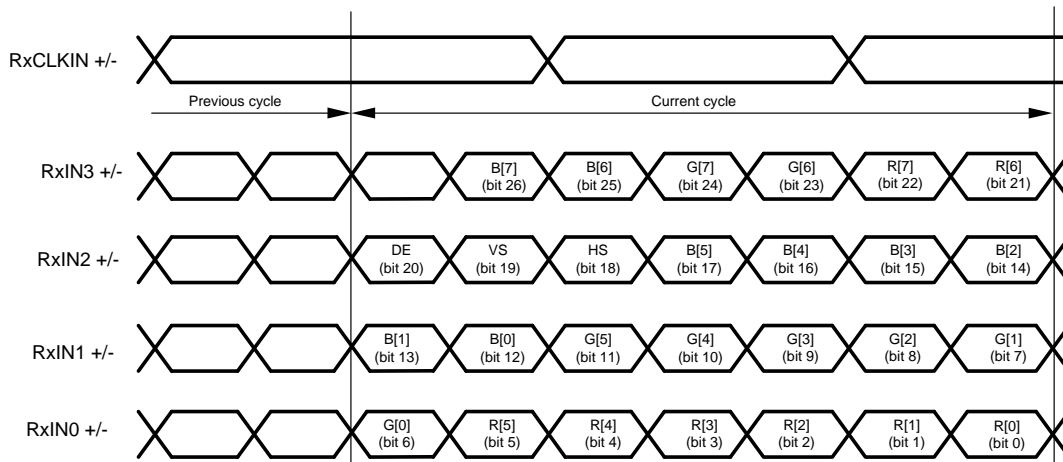 RxCLKIN +/-
Previous cycle
Current cycle
RxIN3 +/-
B[7]
(bit 26)
B[6]
(bit 25)
G[7]
(bit 24)
G[6]
(bit 23)
R[7]
(bit 22)
R[6]
(bit 21)
RxIN2 +/-
DE
(bit 20)
VS
(bit 19)
HS
(bit 18)
B[5]
(bit 17)
B[4]
(bit 16)
B[3]
(bit 15)
B[2]
(bit 14)
RxIN1 +/-
B[1]
(bit 13)
B[0]
(bit 12)
G[5]
(bit 11)
G[4]
(bit 10)
G[3]
(bit 9)
G[2]
(bit 8)
G[1]
(bit 7)
RxIN0 +/-
G[0]
(bit 6)
R[5]
(bit 5)
R[4]
(bit 4)
R[3]
(bit 3)
R[2]
(bit 2)
R[1]
(bit 1)
R[0]
(bit 0)